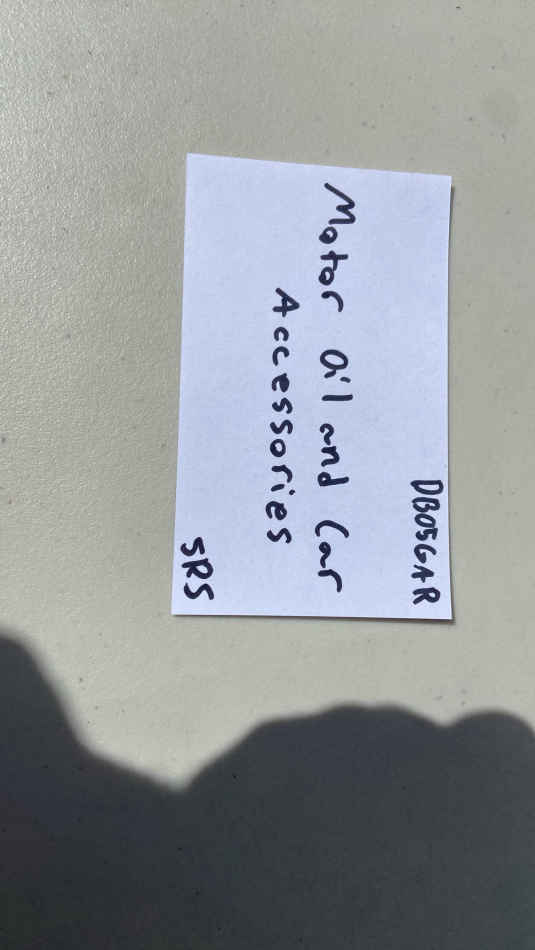 DB05GAR
Motor Oil and Car
Accessories
SRS